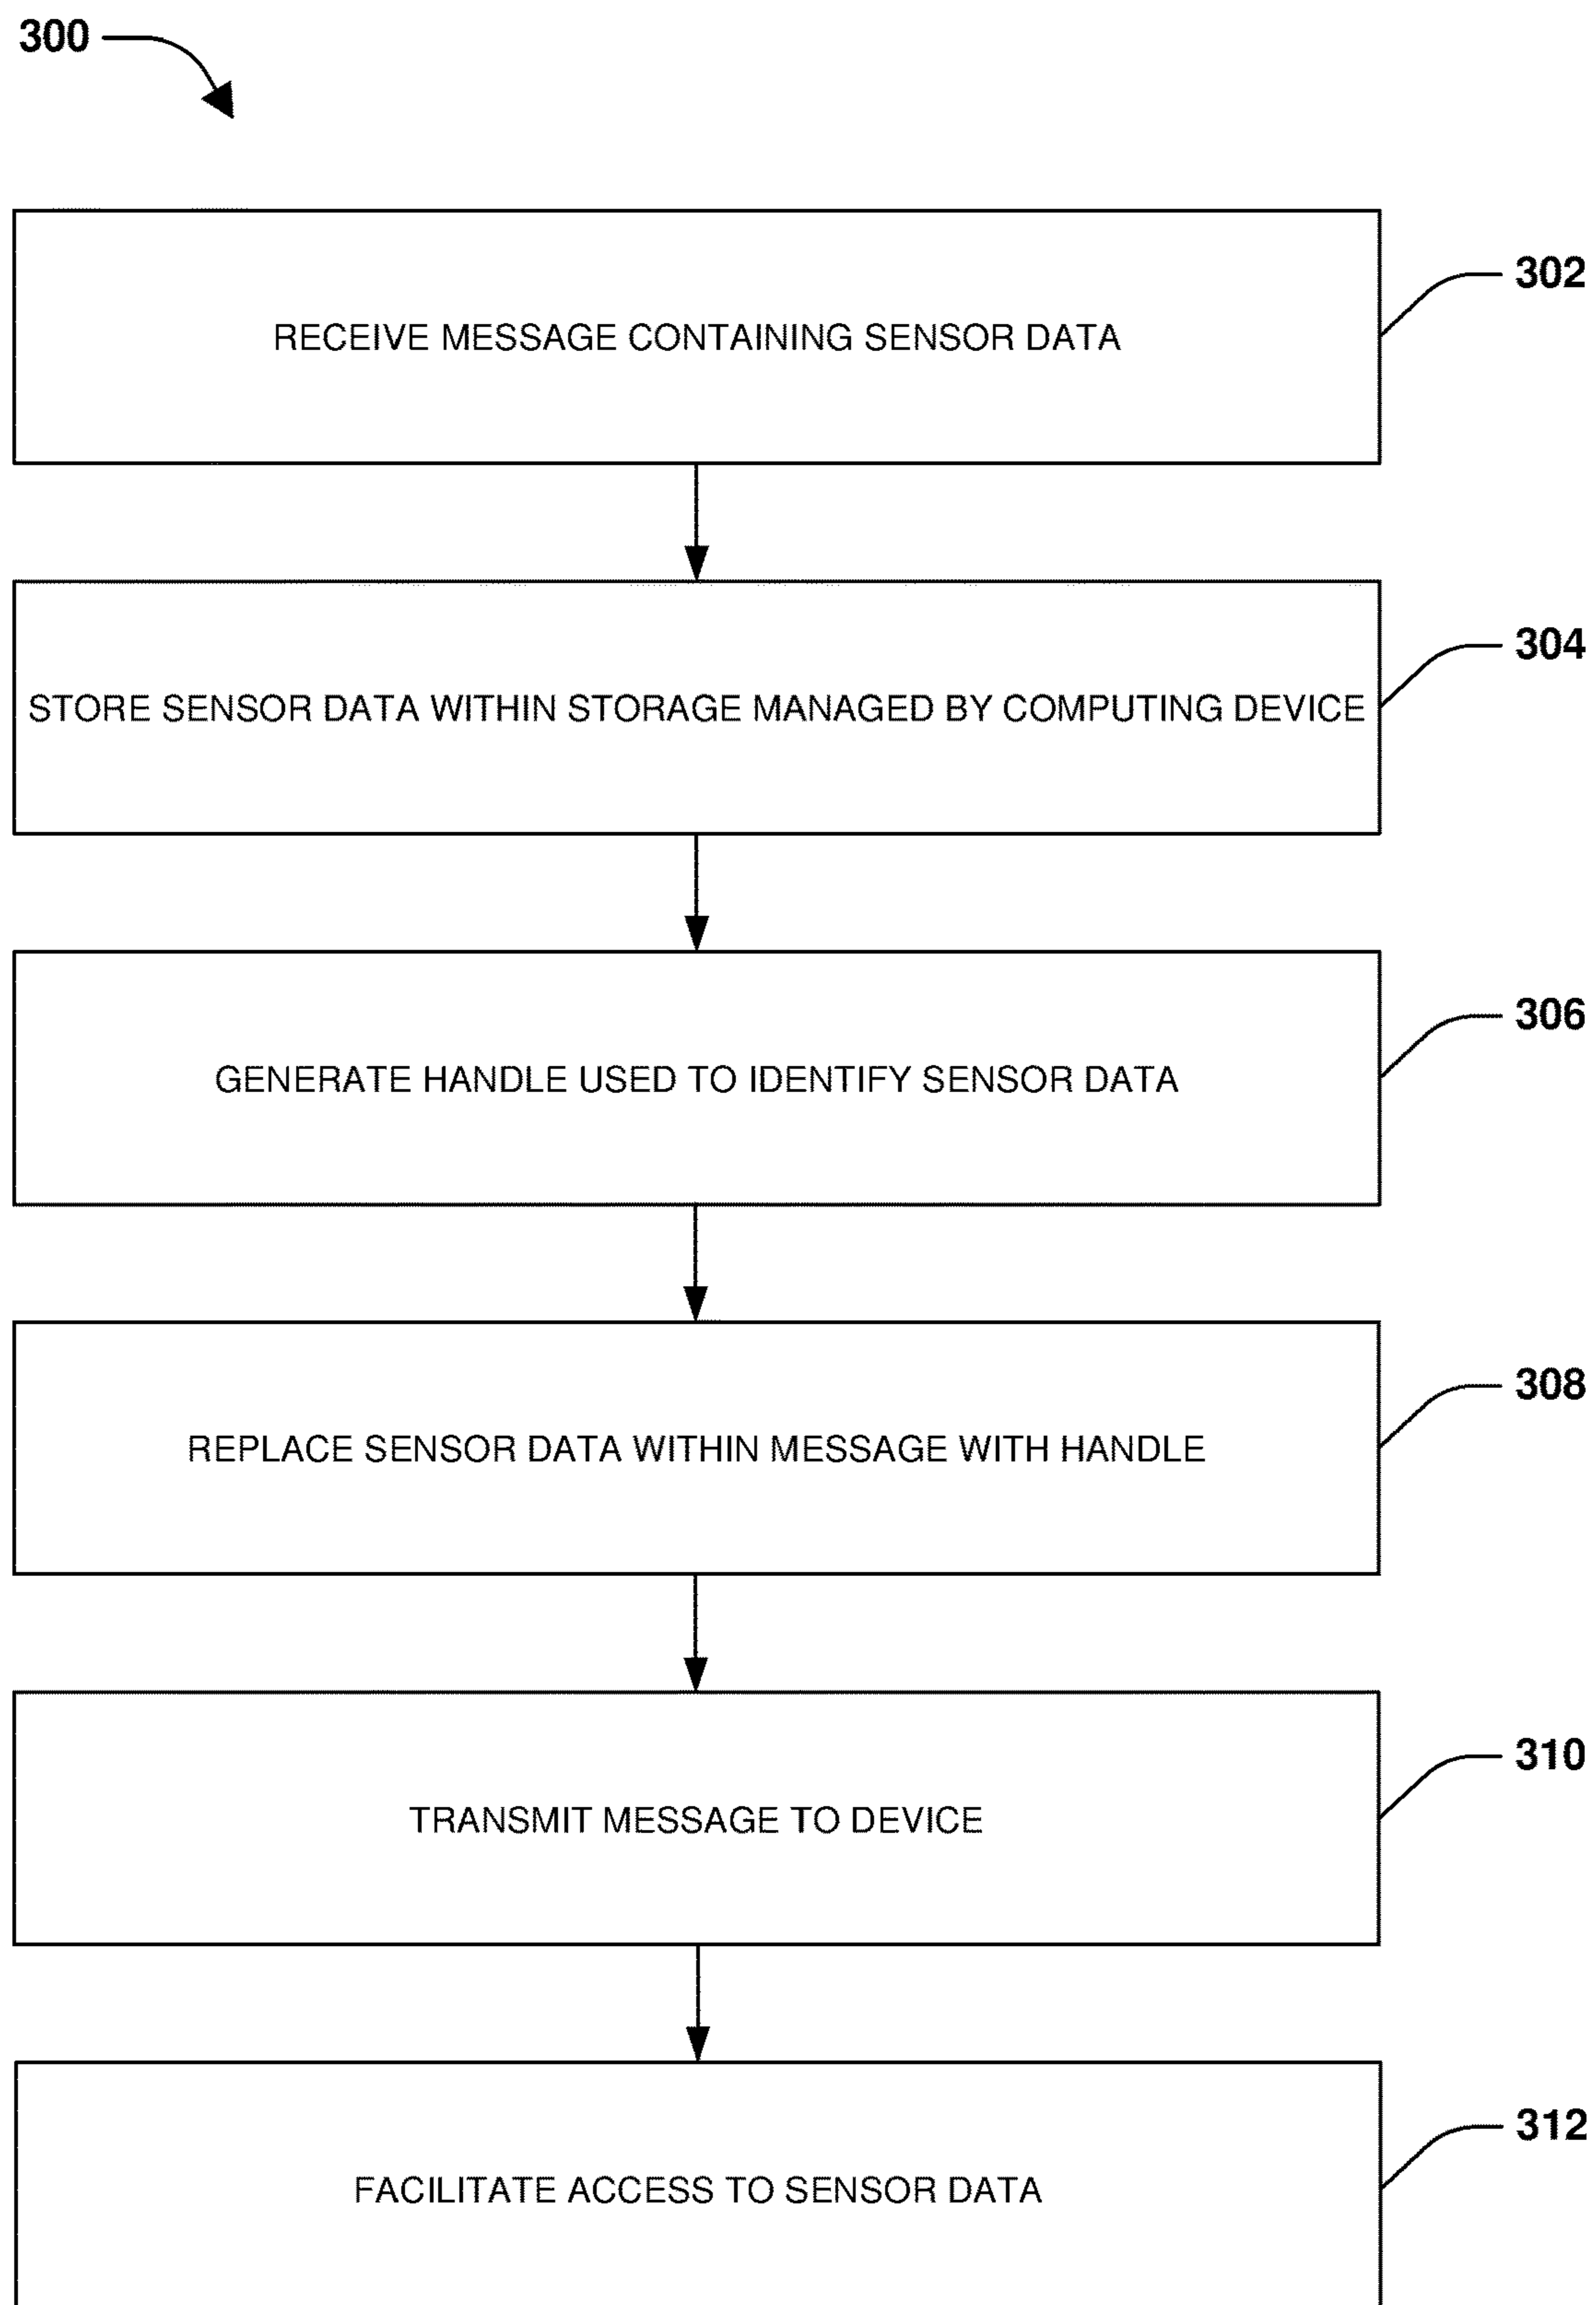 300
RECEIVE MESSAGE CONTAINING SENSOR DATA
302
STORE SENSOR DATA WITHIN STORAGE MANAGED BY COMPUTING DEVICE
304
GENERATE HANDLE USED TO IDENTIFY SENSOR DATA
306
REPLACE SENSOR DATA WITHIN MESSAGE WITH HANDLE
308
TRANSMIT MESSAGE TO DEVICE
310
FACILITATE ACCESS TO SENSOR DATA
312